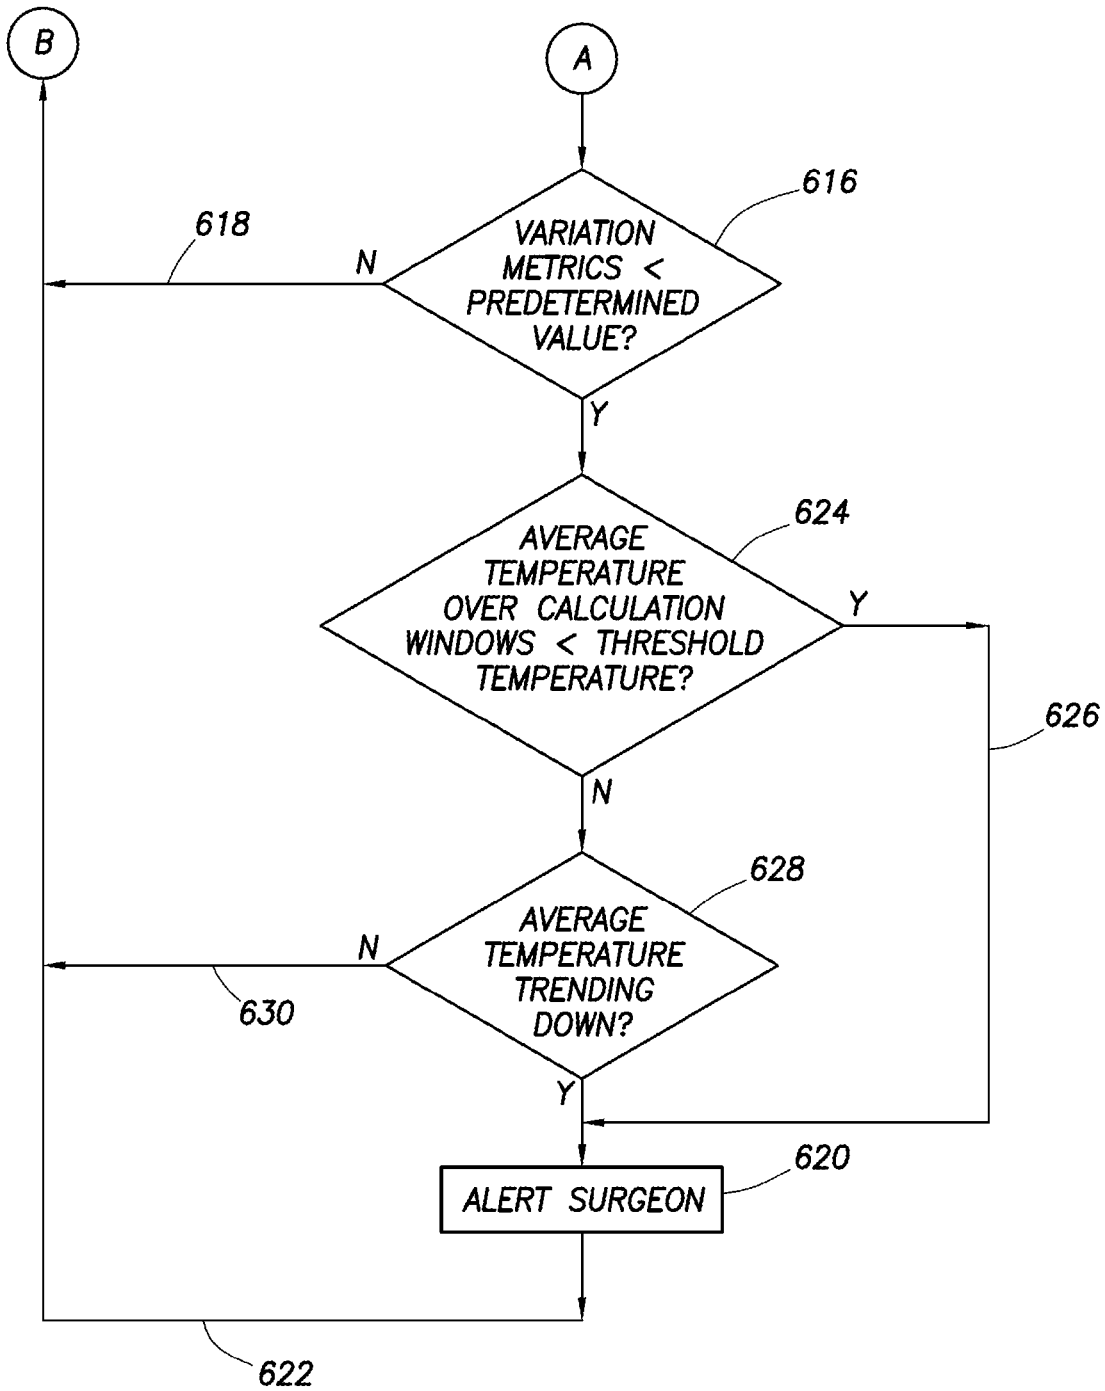 B
A
616
618
N
VARIATION
METRICS <
PREDETERMINED
VALUE?
Y
624
AVERAGE
TEMPERATURE
OVER CALCULATION
WINDOWS < THRESHOLD
TEMPERATURE?
Y
626
N
628
N
AVERAGE
TEMPERATURE
TRENDING
DOWN?
630
Y
620
ALERT SURGEON
622